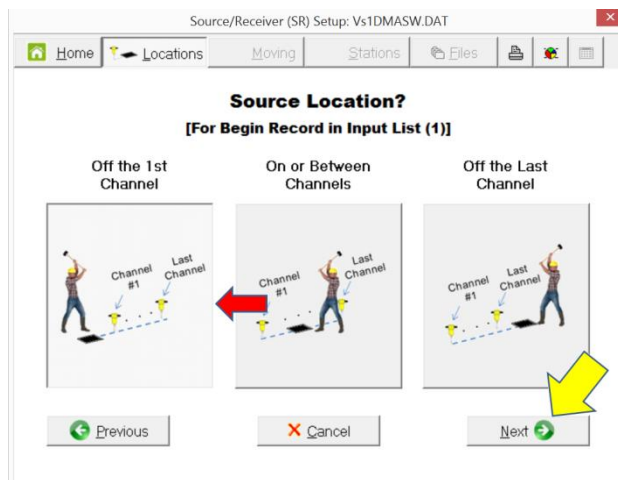 Source/Receiver (SR) Setup: Vs1DMASW.DAT
Home Locations Moving Stations Files
Source Location?
[For Begin Record in Input List (1)]
Off the 1st
Channel
On or Between
Channels
Off the Last
Channel
Channel
#1
Last
Channel
Channel
#1
Last
Channel
Channel
#1
Last
Channel
Previous Cancel Next